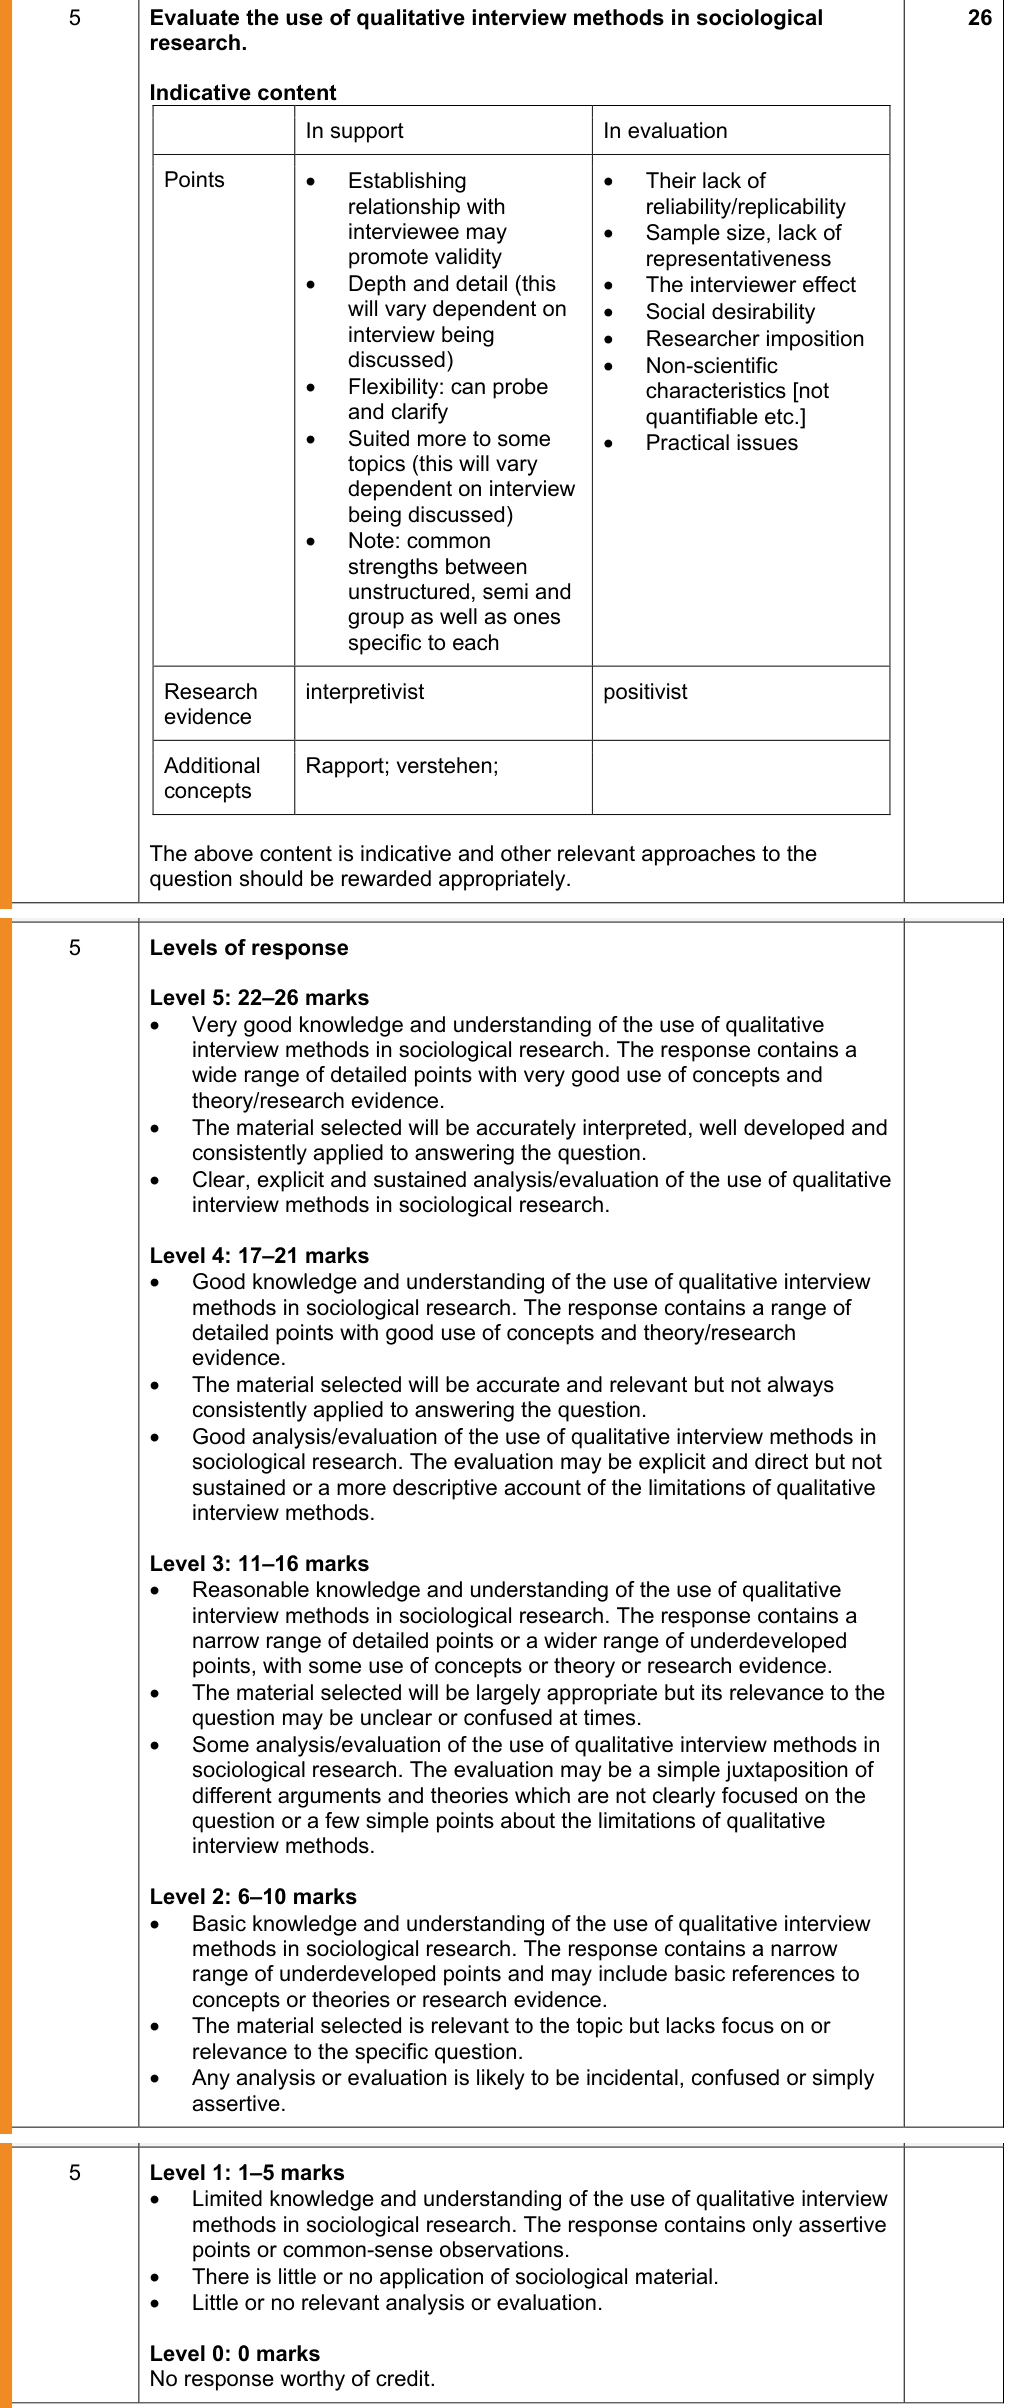 5
Evaluate the use of qualitative interview methods in sociological
research.
26
Indicative content
In support
In evaluation
Points
• Establishing
relationship with
interviewee may
promote validity
• Depth and detail (this
will vary dependent on
interview being
discussed)
• Flexibility: can probe
and clarify
• Suited more to some
topics (this will vary
dependent on interview
being discussed)
• Note: common
strengths between
unstructured, semi and
group as well as ones
specific to each
• Their lack of
reliability/replicability
• Sample size, lack of
representativeness
• The interviewer effect
• Social desirability
• Researcher imposition
• Non-scientific
characteristics [not
quantifiable etc.]
• Practical issues
Research
evidence
interpretivist
positivist
Additional
concepts
Rapport; verstehen;
The above content is indicative and other relevant approaches to the
question should be rewarded appropriately.
5
Levels of response
Level 5: 22–26 marks
• Very good knowledge and understanding of the use of qualitative
interview methods in sociological research. The response contains a
wide range of detailed points with very good use of concepts and
theory/research evidence.
• The material selected will be accurately interpreted, well developed and
consistently applied to answering the question.
• Clear, explicit and sustained analysis/evaluation of the use of qualitative
interview methods in sociological research.
Level 4: 17–21 marks
• Good knowledge and understanding of the use of qualitative interview
methods in sociological research. The response contains a range of
detailed points with good use of concepts and theory/research
evidence.
• The material selected will be accurate and relevant but not always
consistently applied to answering the question.
• Good analysis/evaluation of the use of qualitative interview methods in
sociological research. The evaluation may be explicit and direct but not
sustained or a more descriptive account of the limitations of qualitative
interview methods.
Level 3: 11–16 marks
• Reasonable knowledge and understanding of the use of qualitative
interview methods in sociological research. The response contains a
narrow range of detailed points or a wider range of underdeveloped
points, with some use of concepts or theory or research evidence.
• The material selected will be largely appropriate but its relevance to the
question may be unclear or confused at times.
• Some analysis/evaluation of the use of qualitative interview methods in
sociological research. The evaluation may be a simple juxtaposition of
different arguments and theories which are not clearly focused on the
question or a few simple points about the limitations of qualitative
interview methods.
Level 2: 6–10 marks
• Basic knowledge and understanding of the use of qualitative interview
methods in sociological research. The response contains a narrow
range of underdeveloped points and may include basic references to
concepts or theories or research evidence.
• The material selected is relevant to the topic but lacks focus on or
relevance to the specific question.
• Any analysis or evaluation is likely to be incidental, confused or simply
assertive.
5
Level 1: 1–5 marks
• Limited knowledge and understanding of the use of qualitative interview
methods in sociological research. The response contains only assertive
points or common-sense observations.
• There is little or no application of sociological material.
• Little or no relevant analysis or evaluation.
Level 0: 0 marks
No response worthy of credit.